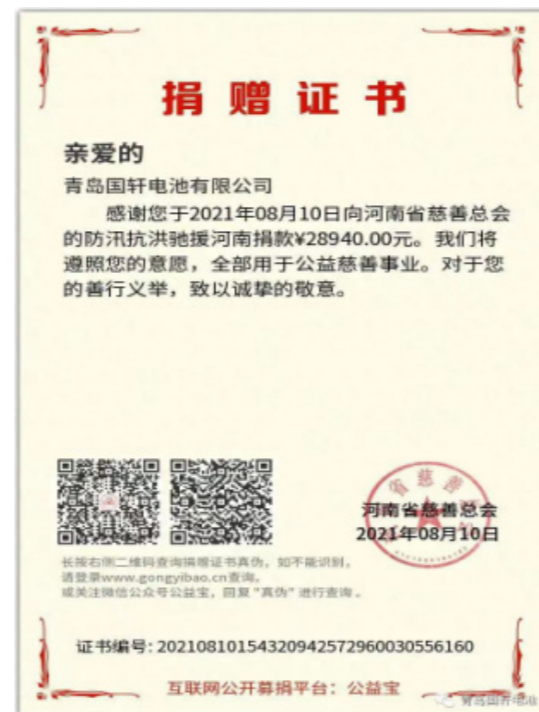 捐赠证书
亲爱的
青岛国轩电池有限公司
感谢您于2021年08月10日向河南省慈善总会
的防汛抗洪驰援河南捐款¥28940.00元。我们将
遵照您的意愿，全部用于公益慈善事业。对于您
的善行义举，致以诚挚的敬意。
省慈善
河南省慈善总会
2021年08月10日
长按右侧二维码查询捐赠证书真伪，如不能识别，
请登录www.gongyibao.cn查询。
或关注微信公众号公益宝，回复"真伪"进行查询。
证书编号: 20210810154320942572960030556160
互联网公开募捐平台：公益宝
青岛国轩电池